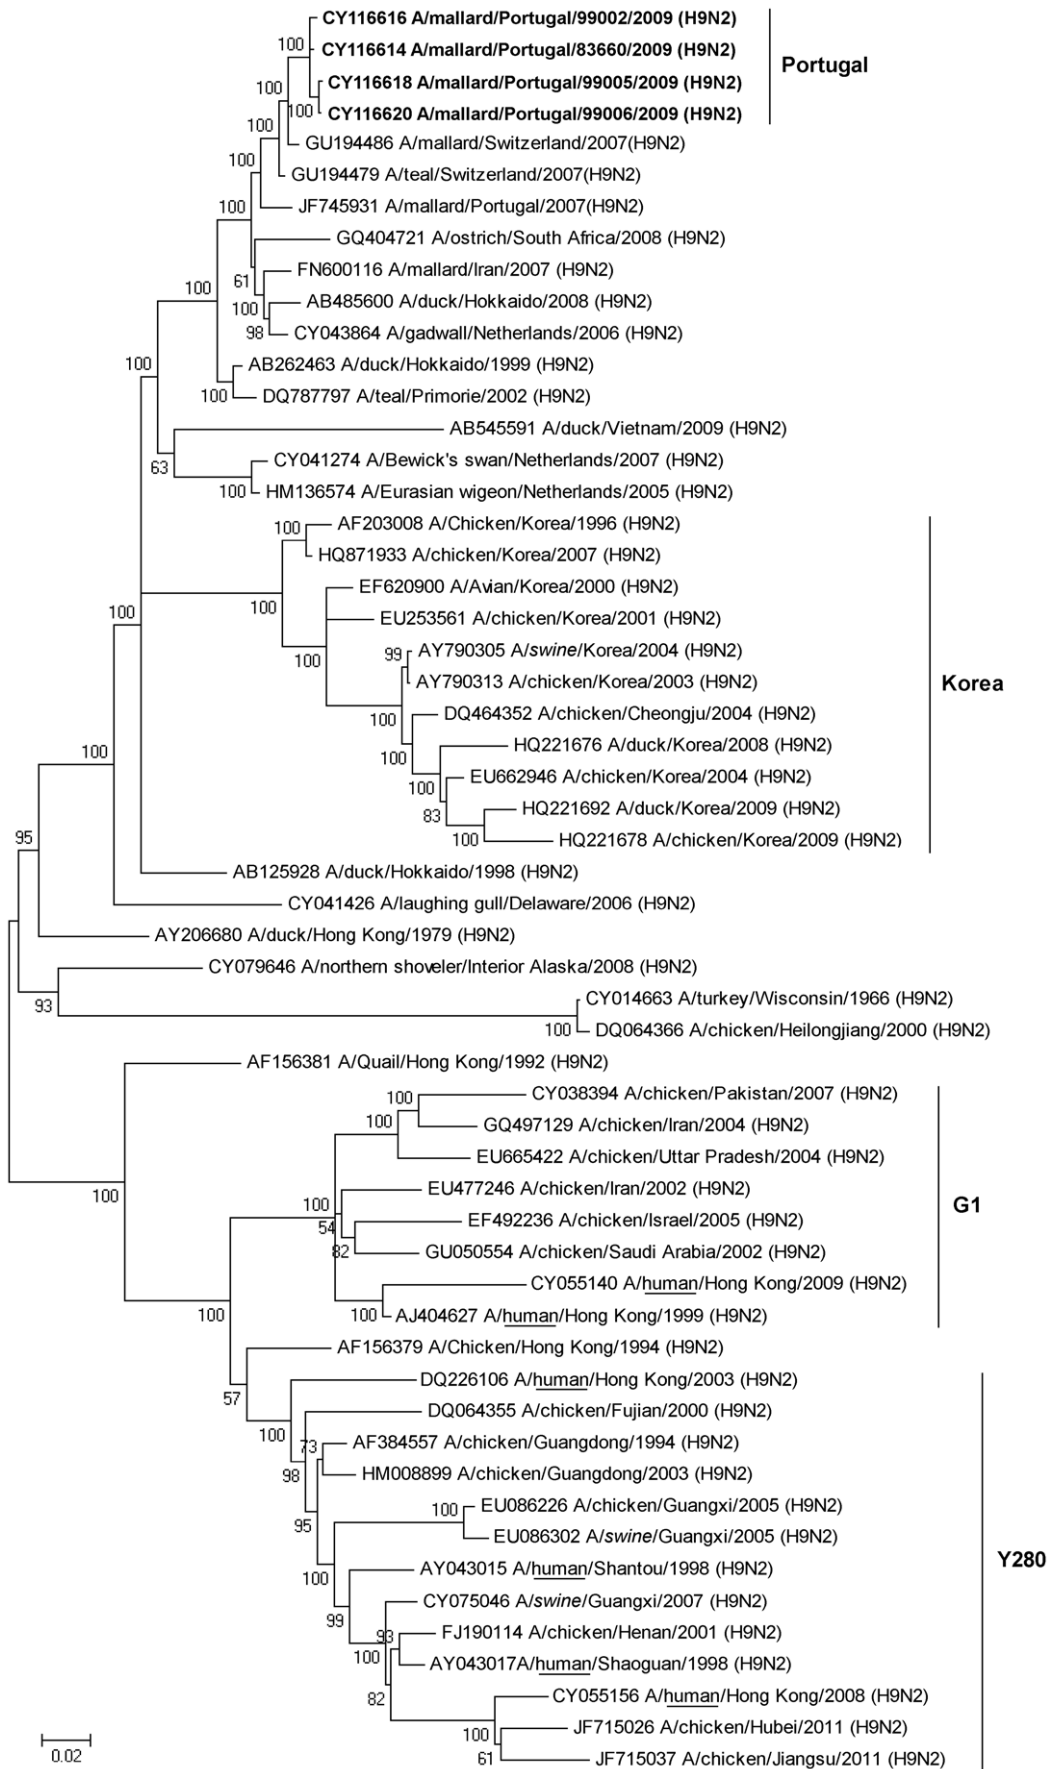 CY116616 A/mallard/Portugal/99002/2009 (H9N2)
CY116614 A/mallard/Portugal/83660/2009 (H9N2)
CY116618 A/mallard/Portugal/99005/2009 (H9N2)
CY116620 A/mallard/Portugal/99006/2009 (H9N2)
Portugal
GU194486 A/mallard/Switzerland/2007(H9N2)
GU194479 A/teal/Switzerland/2007(H9N2)
JF745931 A/mallard/Portugal/2007(H9N2)
GQ404721 A/ostrich/South Africa/2008 (H9N2)
FN600116 A/mallard/Iran/2007 (H9N2)
AB485600 A/duck/Hokkaido/2008 (H9N2)
CY043864 A/gadwall/Netherlands/2006 (H9N2)
AB262463 A/duck/Hokkaido/1999 (H9N2)
DQ787797 A/teal/Primorie/2002 (H9N2)
AB545591 A/duck/Vietnam/2009 (H9N2)
CY041274 A/Bewick's swan/Netherlands/2007 (H9N2)
HM136574 A/Eurasian wigeon/Netherlands/2005 (H9N2)
AF203008 A/Chicken/Korea/1996 (H9N2)
HQ871933 A/chicken/Korea/2007 (H9N2)
EF620900 A/Avian/Korea/2000 (H9N2)
EU253561 A/chicken/Korea/2001 (H9N2)
AY790305 A/swine/Korea/2004 (H9N2)
AY790313 A/chicken/Korea/2003 (H9N2)
DQ464352 A/chicken/Cheongju/2004 (H9N2)
HQ221676 A/duck/Korea/2008 (H9N2)
EU662946 A/chicken/Korea/2004 (H9N2)
HQ221692 A/duck/Korea/2009 (H9N2)
HQ221678 A/chicken/Korea/2009 (H9N2)
Korea
AB125928 A/duck/Hokkaido/1998 (H9N2)
CY041426 A/laughing gull/Delaware/2006 (H9N2)
AY206680 A/duck/Hong Kong/1979 (H9N2)
CY079646 A/northern shoveler/Interior Alaska/2008 (H9N2)
CY014663 A/turkey/Wisconsin/1966 (H9N2)
DQ064366 A/chicken/Heilongjiang/2000 (H9N2)
AF156381 A/Quail/Hong Kong/1992 (H9N2)
CY038394 A/chicken/Pakistan/2007 (H9N2)
GQ497129 A/chicken/Iran/2004 (H9N2)
EU665422 A/chicken/Uttar Pradesh/2004 (H9N2)
EU477246 A/chicken/Iran/2002 (H9N2)
EF492236 A/chicken/Israel/2005 (H9N2)
GU050554 A/chicken/Saudi Arabia/2002 (H9N2)
CY055140 A/human/Hong Kong/2009 (H9N2)
AJ404627 A/human/Hong Kong/1999 (H9N2)
G1
AF156379 A/Chicken/Hong Kong/1994 (H9N2)
DQ226106 A/human/Hong Kong/2003 (H9N2)
DQ064355 A/chicken/Fujian/2000 (H9N2)
AF384557 A/chicken/Guangdong/1994 (H9N2)
HM008899 A/chicken/Guangdong/2003 (H9N2)
EU086226 A/chicken/Guangxi/2005 (H9N2)
EU086302 A/swine/Guangxi/2005 (H9N2)
AY043015 A/human/Shantou/1998 (H9N2)
CY075046 A/swine/Guangxi/2007 (H9N2)
FJ190114 A/chicken/Henan/2001 (H9N2)
AY043017A/human/Shaoguan/1998 (H9N2)
CY055156 A/human/Hong Kong/2008 (H9N2)
JF715026 A/chicken/Hubei/2011 (H9N2)
JF715037 A/chicken/Jiangsu/2011 (H9N2)
Y280
100
100
100
100
100
100
100
61
100
98
100
100
63
100
100
100
100
99
100
100
100
83
100
100
100
95
93
100
100
100
100
100
54
82
100
100
57
100
73
98
95
100
100
99
93
100
82
100
61
0.02